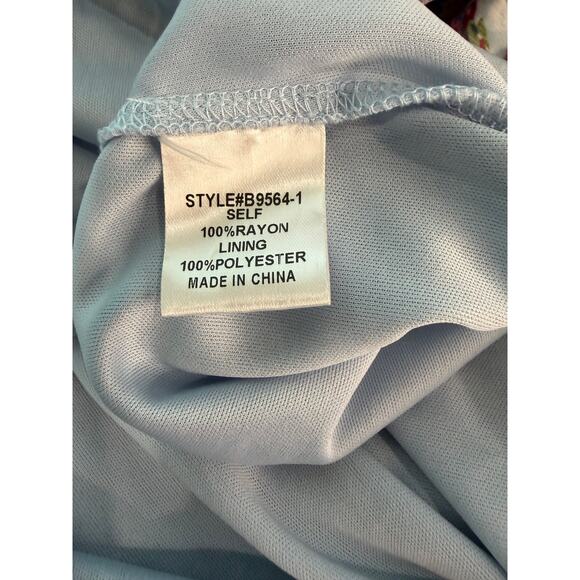 STYLE#B9564-1
SELF
100%RAYON
LINING
100%POLYESTER
MADE IN CHINA